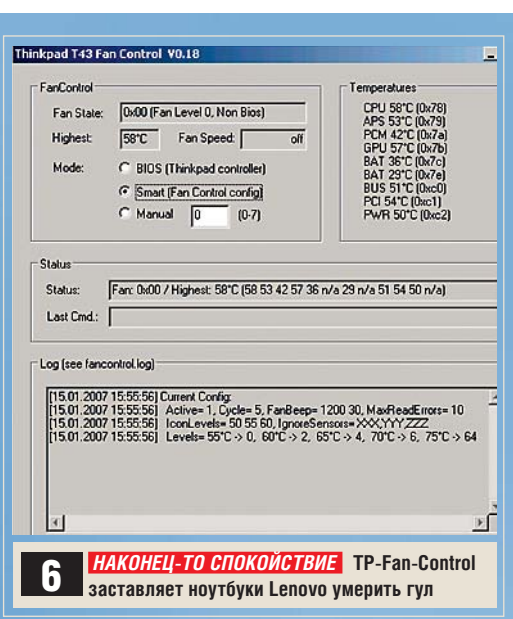 Thinkpad T43 Fan Control V0.18
FanControl
Fan State: 0x00 (Fan Level 0, Non Bios)
Highest: 58°C Fan Speed: off
Mode: BIOS (Thinkpad controller)
Smart (Fan Control config)
Manual 0 (0-7)
Temperatures
CPU 58°C (0x78)
APS 53°C (0x79)
PCM 42°C (0x7a)
GPU 57°C (0x7b)
BAT 36°C (0x7c)
BAT 29°C (0x7e)
BUS 51°C (0xc0)
PCI 54°C (0xc1)
PWR 50°C (0xc2)
Status
Status: Fan: 0x00 / Highest: 58°C (58 53 42 57 36 n/a 29 n/a 51 54 50 n/a)
Last Cmd.:
Log (see fancontrol.log)
[15.01.2007 15:55:56] Current Config:
[15.01.2007 15:55:56] Active= 1, Cycle= 5, FanBeep= 1200 30, MaxReadErrors= 10
[15.01.2007 15:55:56] IconLevels= 50 55 60, IgnoreSensors= XXX,YYY,ZZZ
[15.01.2007 15:55:56] Levels= 55°C -> 0, 60°C -> 2, 65°C -> 4, 70°C -> 6, 75°C -> 64
6 НАКОНЕЦ-ТО СПОКОЙСТВИЕ TP-Fan-Control
заставляет ноутбуки Lenovo умерить гул